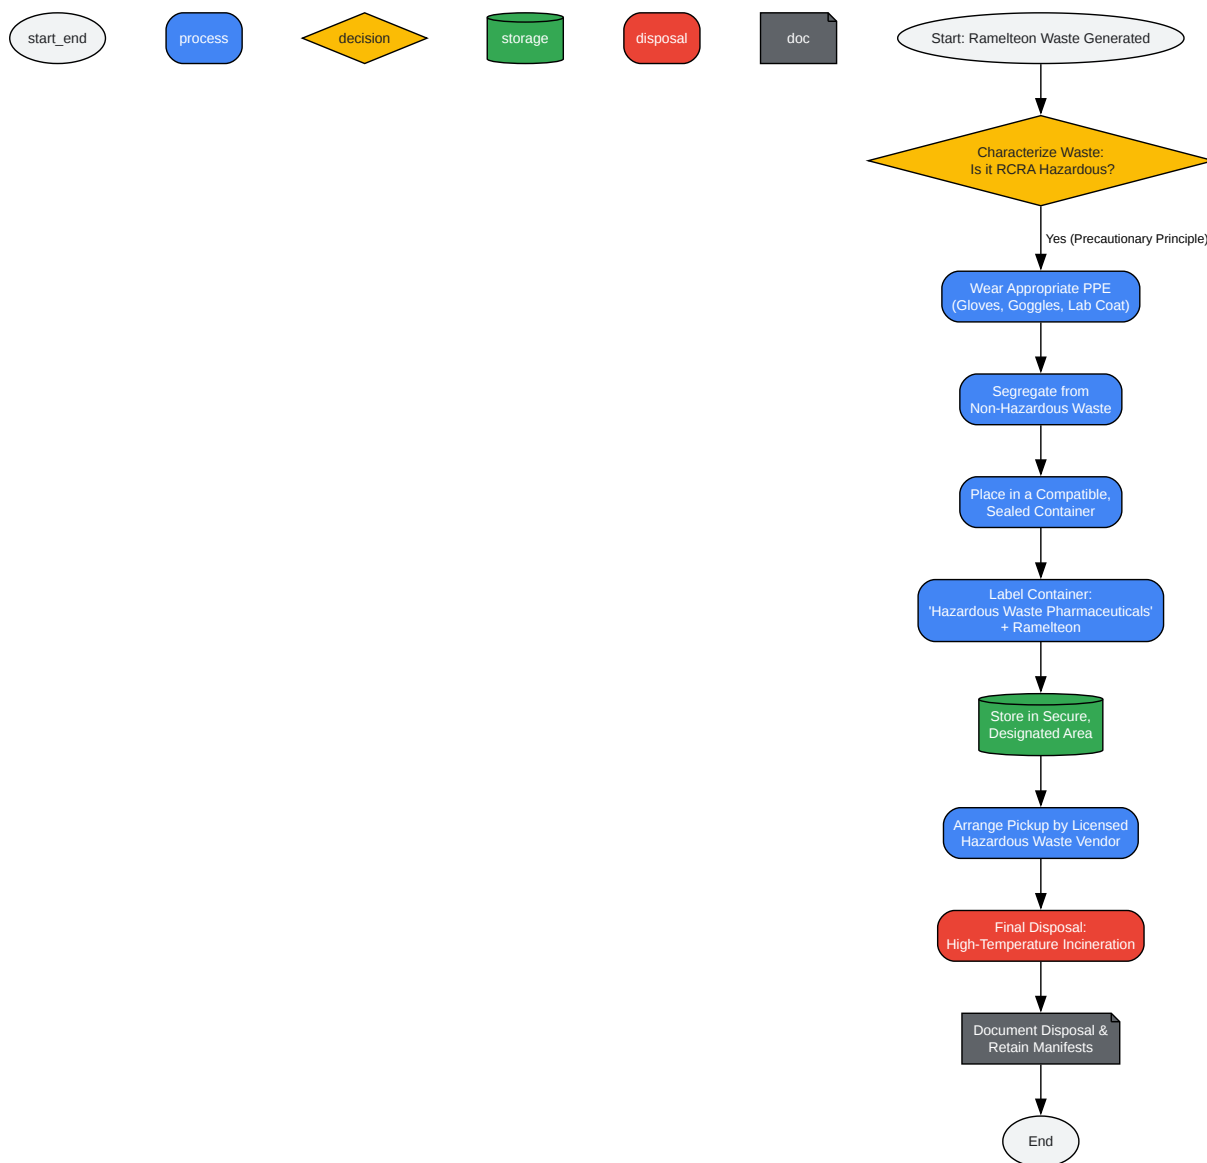 start_end
process
decision
storage
disposal
doc
Start: Ramelteon Waste Generated
Characterize Waste:
Is it RCRA Hazardous?
Yes (Precautionary Principle)
Wear Appropriate PPE
(Gloves, Goggles, Lab Coat)
Segregate from
Non-Hazardous Waste
Place in a Compatible,
Sealed Container
Label Container:
'Hazardous Waste Pharmaceuticals'
+ Ramelteon
Store in Secure,
Designated Area
Arrange Pickup by Licensed
Hazardous Waste Vendor
Final Disposal:
High-Temperature Incineration
Document Disposal &
Retain Manifests
End